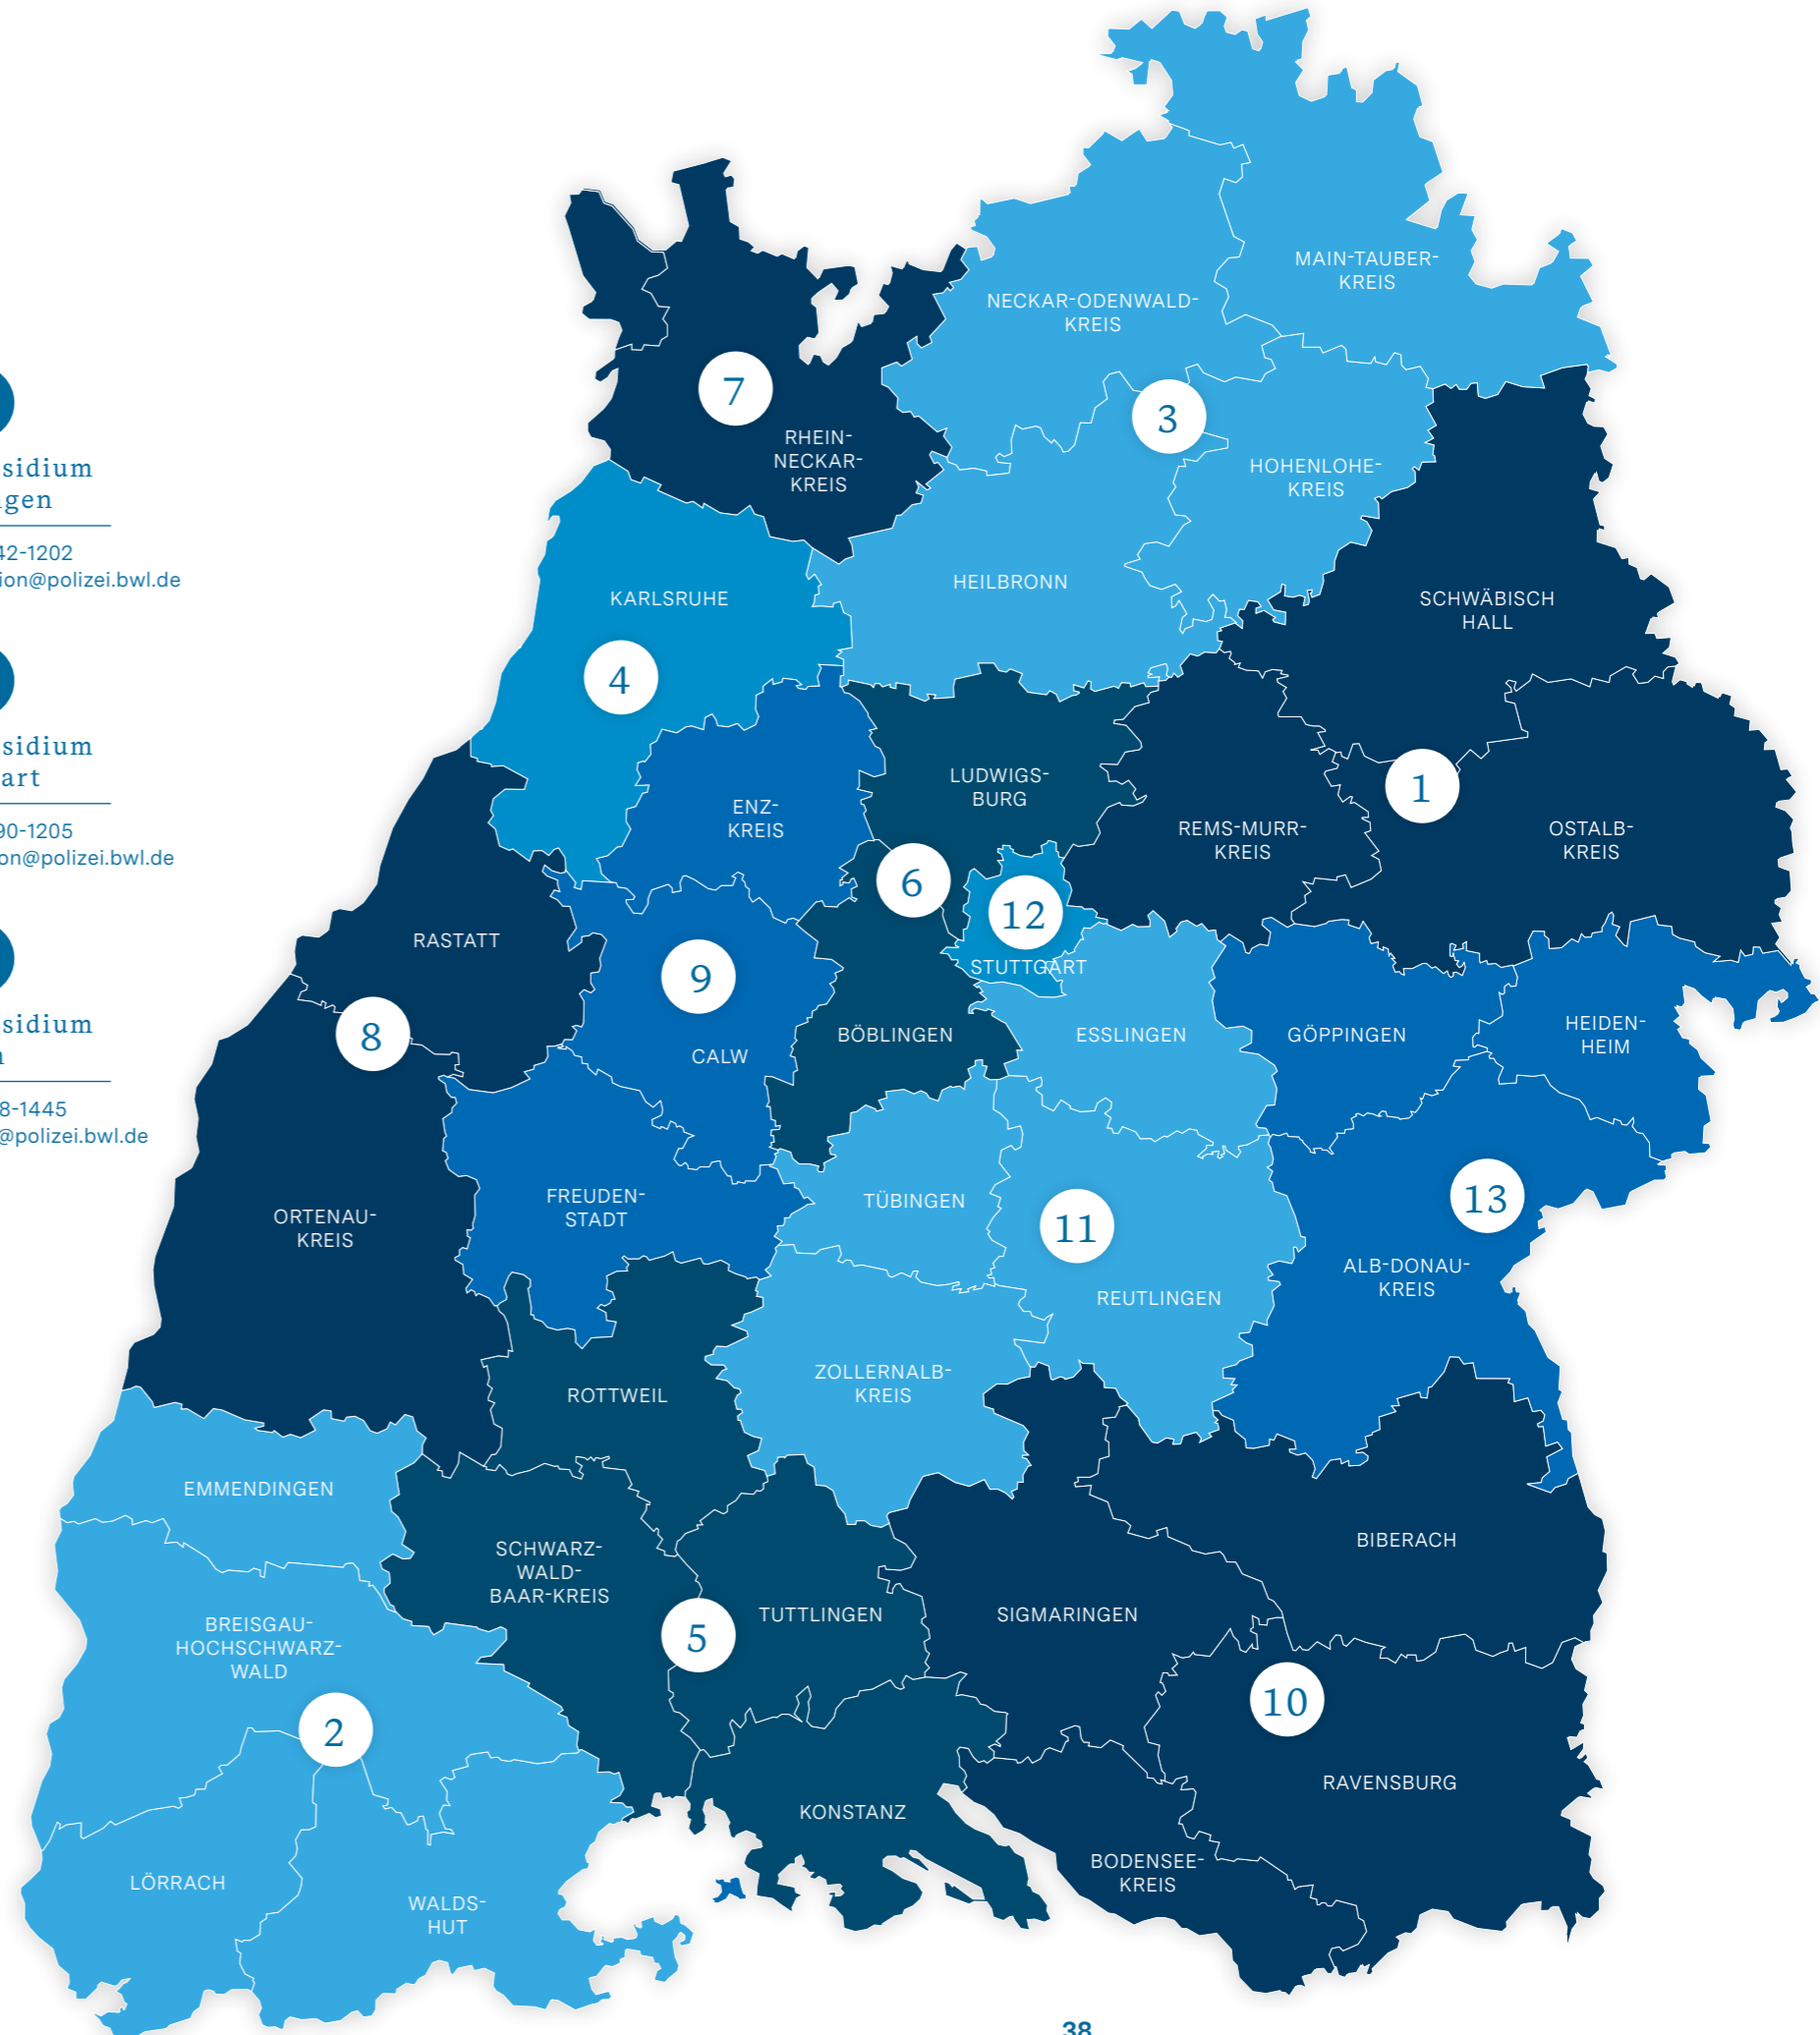 sidium
gen
42-1202
ion@polizei.bwl.de
sidium
art
90-1205
on@polizei.bwl.de
sidium
8-1445
@polizei.bwl.de
MAIN-TAUBER-
KREIS
NECKAR-ODENWALD-
KREIS
7
3
RHEIN-
NECKAR-
KREIS
HOHENLOHE-
KREIS
HEILBRONN
KARLSRUHE
SCHWÄBISCH
HALL
4
LUDWIGS-
BURG
1
ENZ-
KREIS
REMS-MURR-
KREIS
OSTALB-
KREIS
6
12
RASTATT
STUTTGART
9
8
BÖBLINGEN
ESSLINGEN
GÖPPINGEN
HEIDEN-
HEIM
CALW
FREUDEN-
STADT
TÜBINGEN
13
ORTENAU-
KREIS
11
ALB-DONAU-
KREIS
REUTLINGEN
ZOLLERNALB-
KREIS
ROTTWEIL
EMMENDINGEN
BIBERACH
SCHWARZ-
WALD-
BAAR-KREIS
TUTTLINGEN
SIGMARINGEN
BREISGAU-
HOCHSCHWARZ-
WALD
5
10
2
RAVENSBURG
KONSTANZ
BODENSEE-
KREIS
LÖRRACH
WALDS-
HUT
38